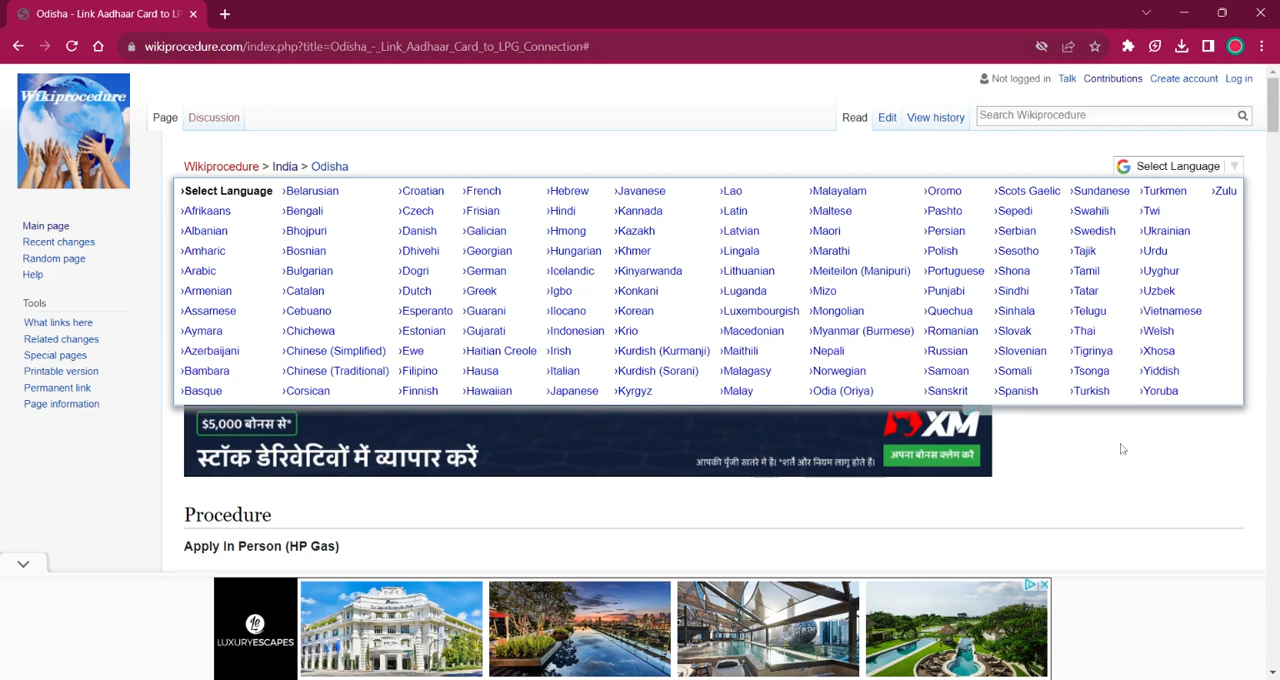 Odisha - Link Aadhaar Card to LP
wikiprocedure.com/index.php?title=Odisha_-_Link_Aadhaar_Card_to_LPG_Connection#
Not logged in Talk Contributions Create account Log in
Wikiprocedure
Page Discussion Read Edit View history Search Wikiprocedure
Wikiprocedure > India > Odisha Select Language
›Select Language ›Belarusian ›Croatian ›French ›Hebrew ›Javanese ›Lao ›Malayalam ›Oromo ›Scots Gaelic ›Sundanese ›Turkmen ›Zulu
›Afrikaans ›Bengali ›Czech ›Frisian ›Hindi ›Kannada ›Latin ›Maltese ›Pashto ›Sepedi ›Swahili ›Twi
›Albanian ›Bhojpuri ›Danish ›Galician ›Hmong ›Kazakh ›Latvian ›Maori ›Persian ›Serbian ›Swedish ›Ukrainian
›Amharic ›Bosnian ›Dhivehi ›Georgian ›Hungarian ›Khmer ›Lingala ›Marathi ›Polish ›Sesotho ›Tajik ›Urdu
›Arabic ›Bulgarian ›Dogri ›German ›Icelandic ›Kinyarwanda ›Lithuanian ›Meiteilon (Manipuri) ›Portuguese ›Shona ›Tamil ›Uyghur
›Armenian ›Catalan ›Dutch ›Greek ›Igbo ›Konkani ›Luganda ›Mizo ›Punjabi ›Sindhi ›Tatar ›Uzbek
›Assamese ›Cebuano ›Esperanto ›Guarani ›Ilocano ›Korean ›Luxembourgish ›Mongolian ›Quechua ›Sinhala ›Telugu ›Vietnamese
›Aymara ›Chichewa ›Estonian ›Gujarati ›Indonesian ›Krio ›Macedonian ›Myanmar (Burmese) ›Romanian ›Slovak ›Thai ›Welsh
›Azerbaijani ›Chinese (Simplified) ›Ewe ›Haitian Creole ›Irish ›Kurdish (Kurmanji) ›Maithili ›Nepali ›Russian ›Slovenian ›Tigrinya ›Xhosa
›Bambara ›Chinese (Traditional) ›Filipino ›Hausa ›Italian ›Kurdish (Sorani) ›Malagasy ›Norwegian ›Samoan ›Somali ›Tsonga ›Yiddish
›Basque ›Corsican ›Finnish ›Hawaiian ›Japanese ›Kyrgyz ›Malay ›Odia (Oriya) ›Sanskrit ›Spanish ›Turkish ›Yoruba
Main page
Recent changes
Random page
Help
Tools
What links here
Related changes
Special pages
Printable version
Permanent link
Page information
$5,000 बोनस से*
स्टॉक डेरिवेटिवों में व्यापार करें
आपकी पूँजी खतरे में है। *शर्तें और नियम लागू होते हैं।
XM
अपना बोनस क्लेम करें
Procedure
Apply In Person (HP Gas)
LE
LUXURY ESCAPES